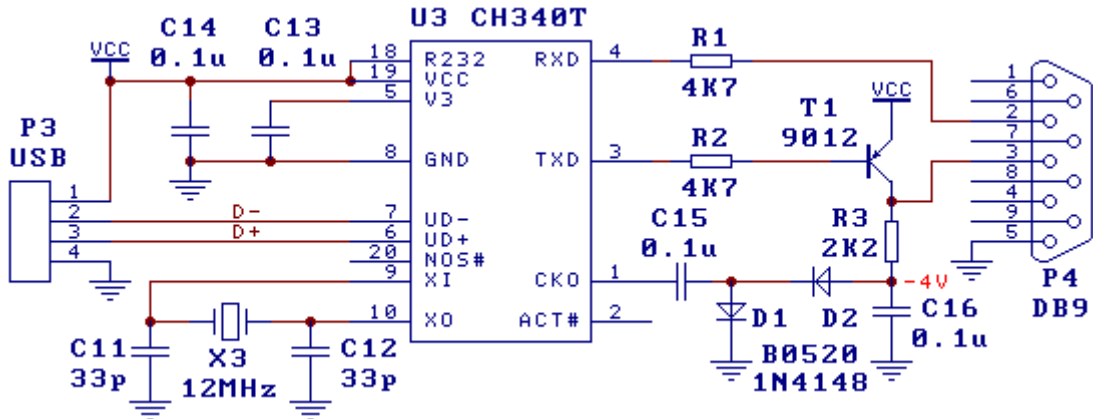 U3 CH340T
C14 C13
0.1u 0.1u
VCC
18 R232
19 VCC
5 V3
8 GND
7 UD-
6 UD+
20 NOS#
9 XI
10 XO
RXD 4
TXD 3
CKO 1
ACT# 2
R1
4K7
R2
4K7
T1
9012
VCC
P3
USB
1
2
3
4
D-
D+
C11
33p
X3
12MHz
C12
33p
C15
0.1u
R3
2K2
-4V
D1
D2
B0520
1N4148
C16
0.1u
1
6
2
7
3
8
4
9
5
P4
DB9